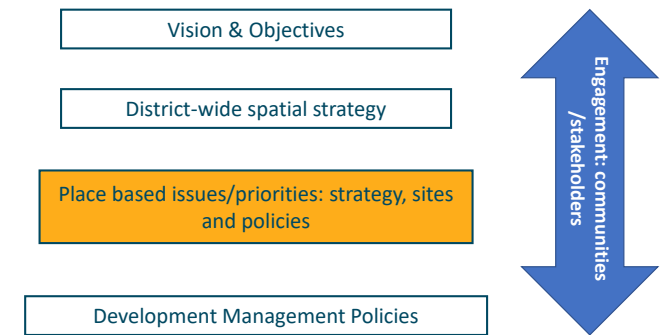 Vision & Objectives
District-wide spatial strategy
Place based issues/priorities: strategy, sites
and policies
Development Management Policies
Engagement: communities
/stakeholders